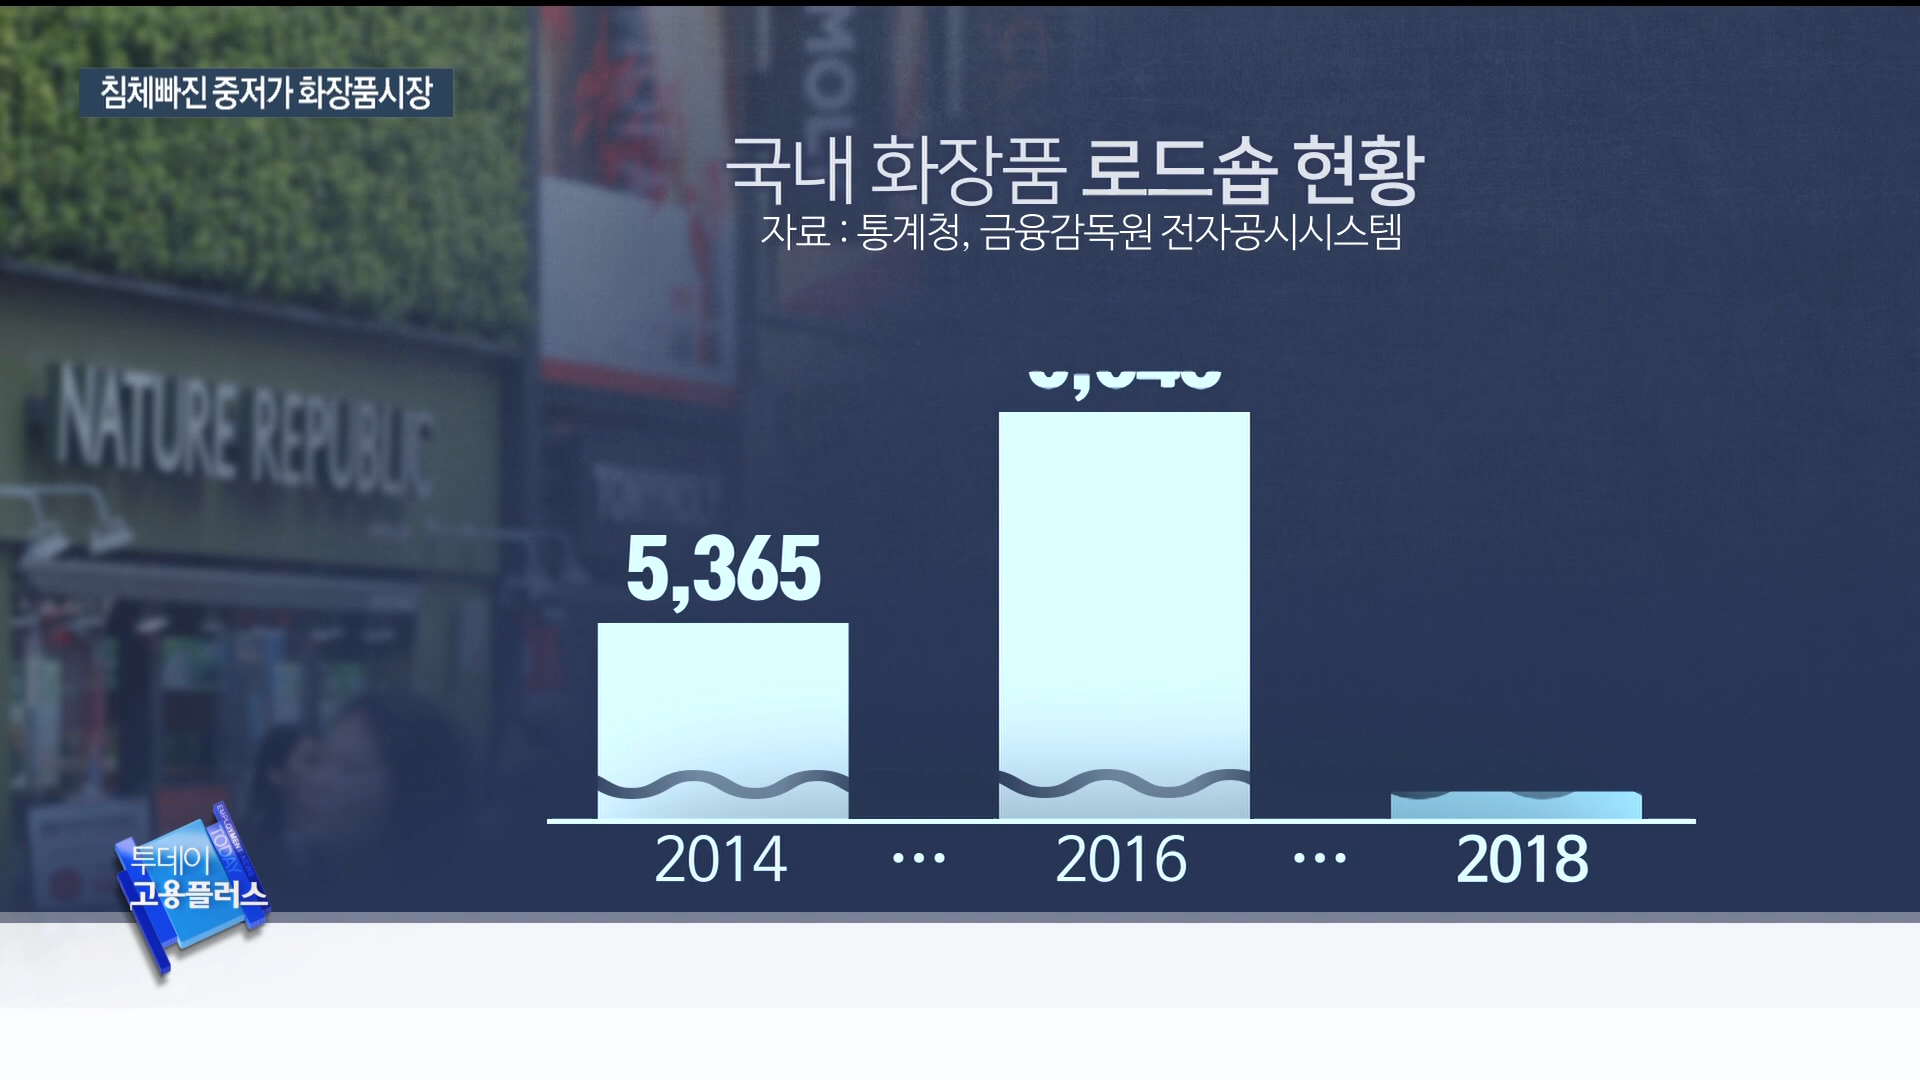 침체빠진 중저가 화장품시장
국내 화장품 로드숍 현황
자료 : 통계청, 금융감독원 전자공시시스템
NATURE REPUBLIC
5,365
2014 ··· 2016 ··· 2018
EMPLOYMENT
TODAY
투데이
고용플러스